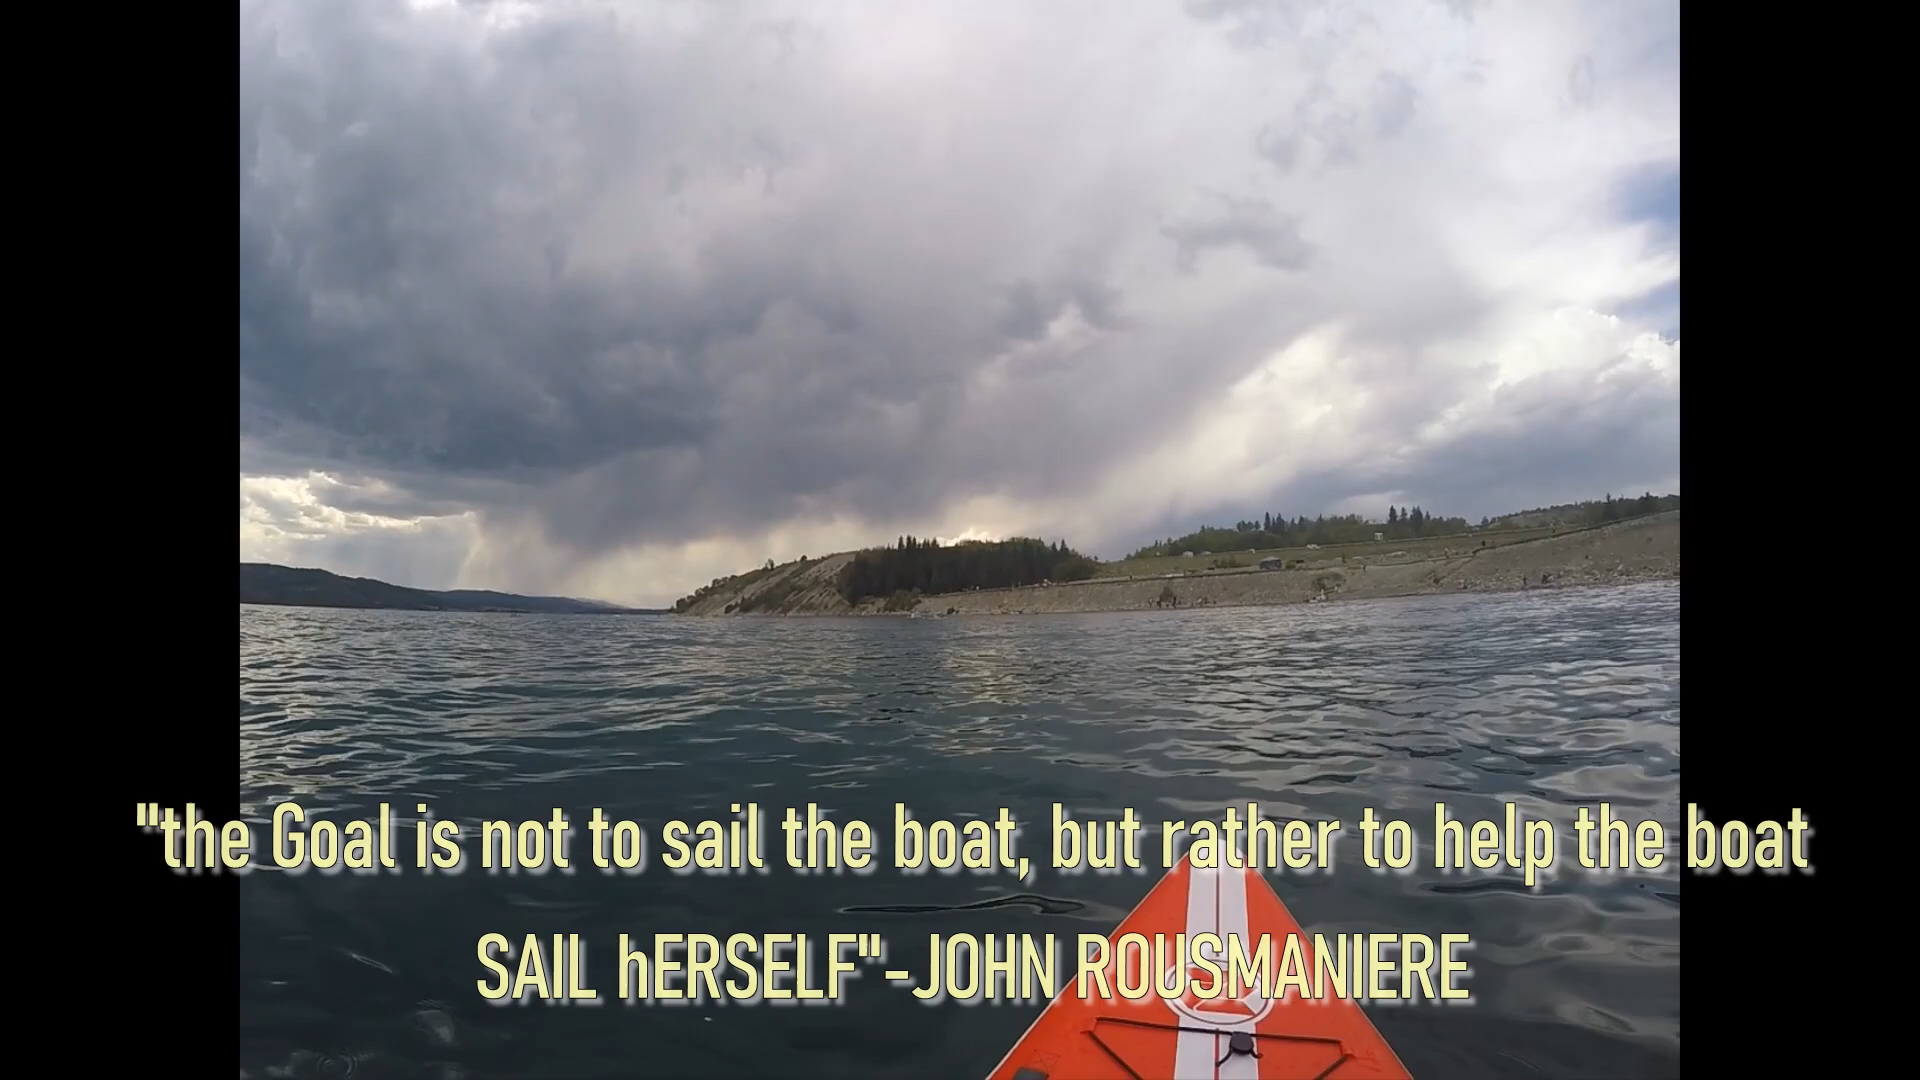 "the Goal is not to sail the boat, but rather to help the boat
SAIL hERSELF"-JOHN ROUSMANIERE